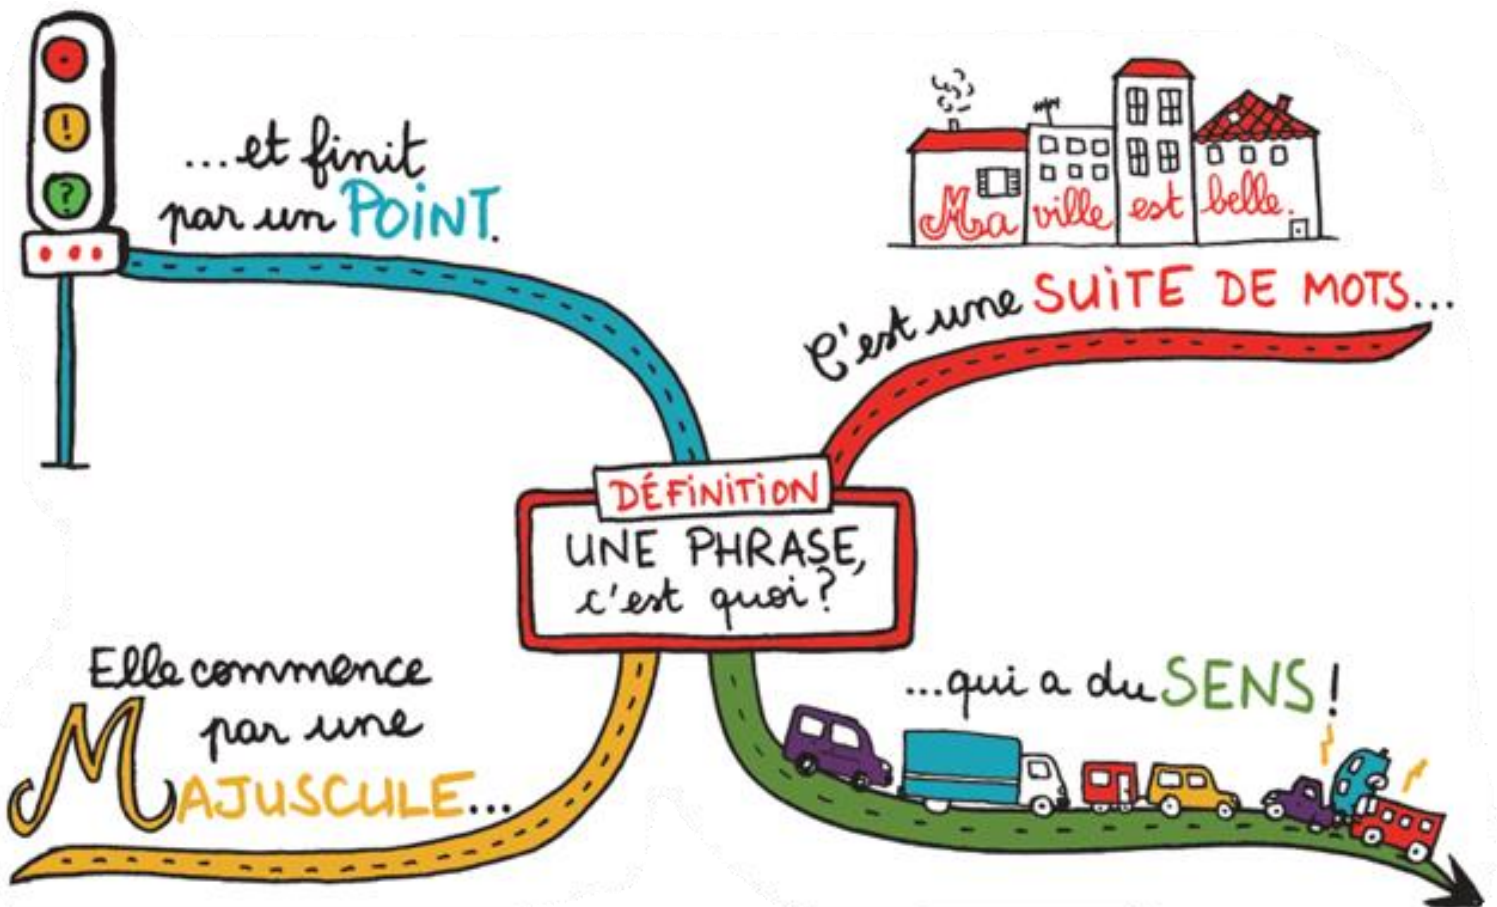 DÉFINITION
UNE PHRASE,
c'est quoi ?
Ma ville est belle.
C'est une SUITE DE MOTS...
...qui a du SENS !
Elle commence
par une
MAJUSCULE...
...et finit
par un POINT.
.
!
?
...